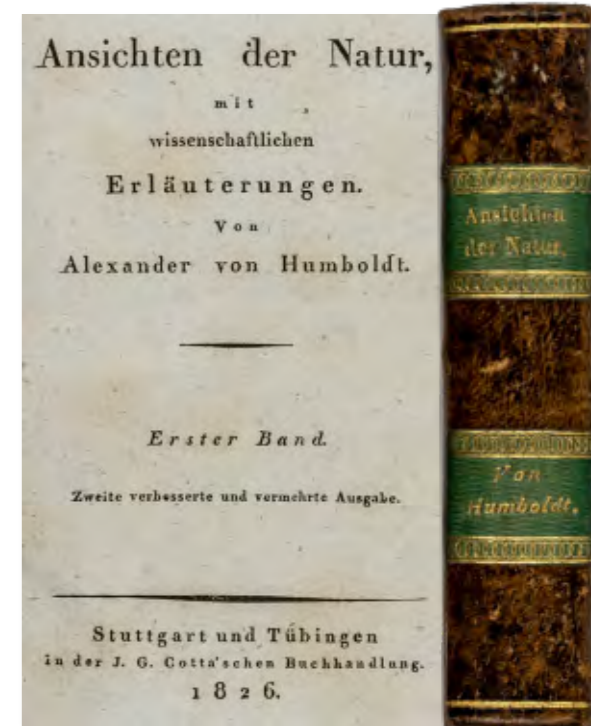 Ansichten der Natur,
mit
wissenschaftlichen
Erläuterungen.
Von
Alexander von Humboldt.
Erster Band.
Zweite verbesserte und vermehrte Ausgabe.
Stuttgart und Tübingen
in der J. G. Cotta'schen Buchhandlung.
1826.
Ansichten
der Natur.
Von
Humboldt.